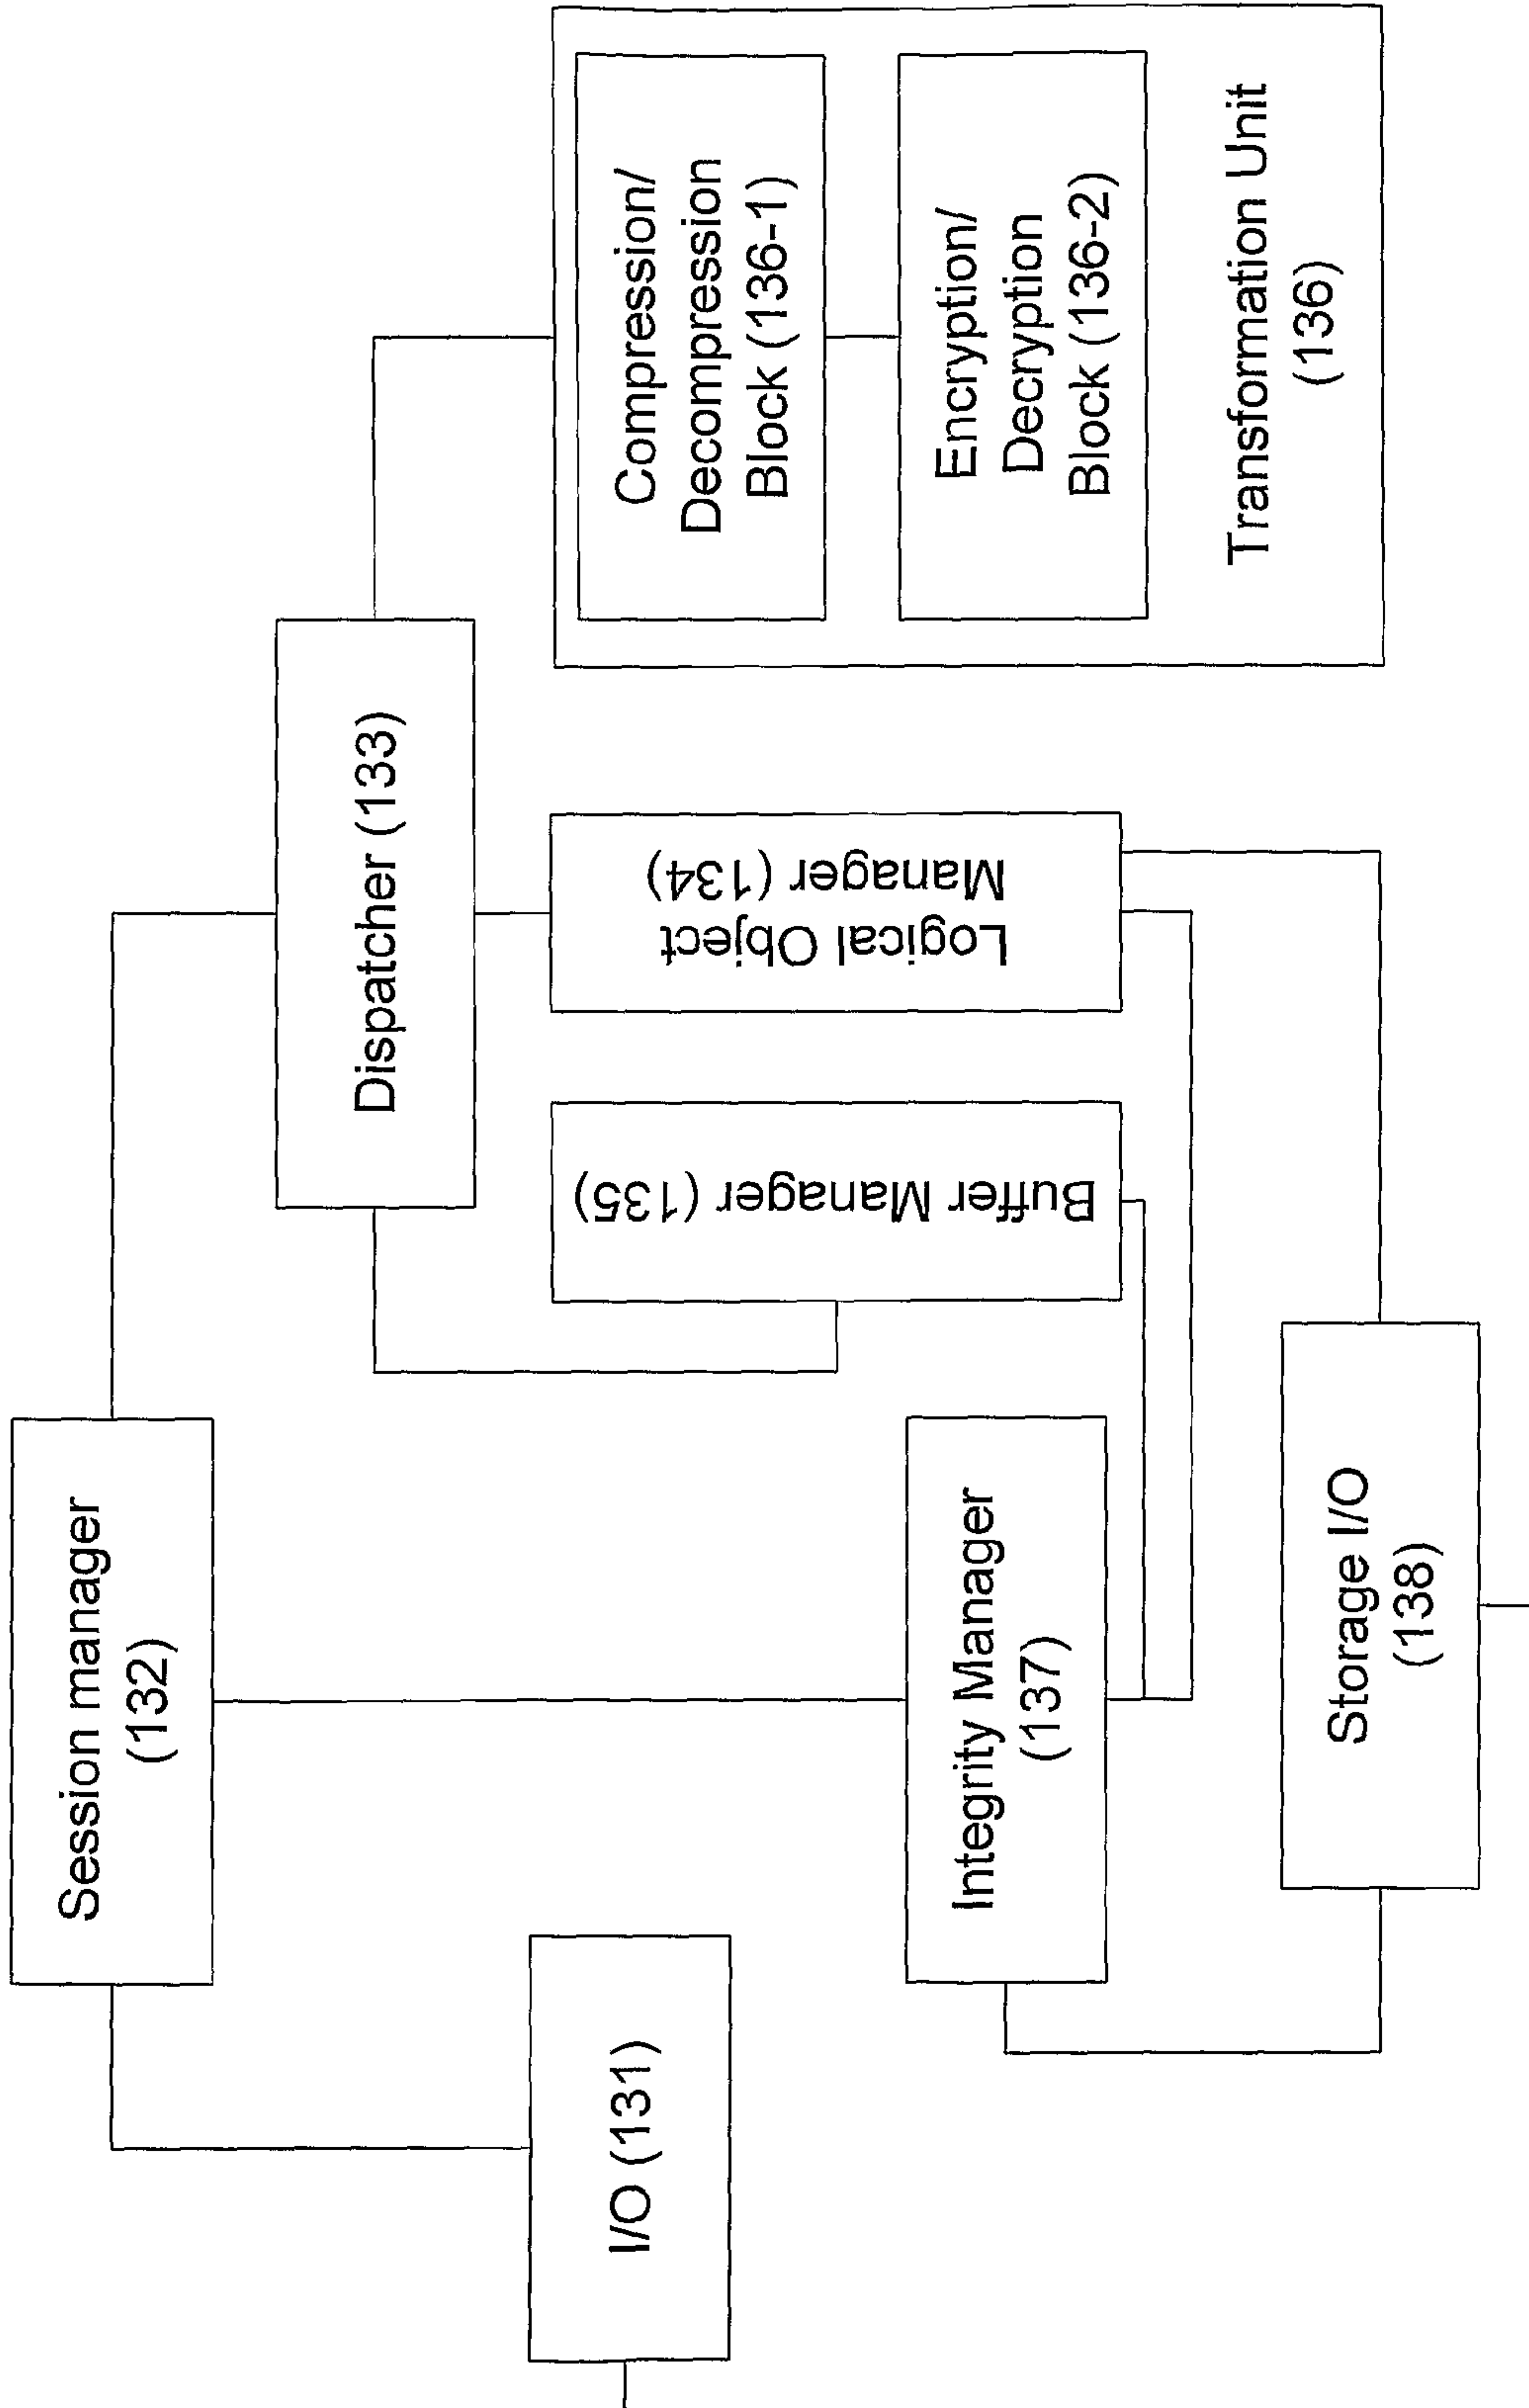 Session manager
(132)
I/O (131)
Dispatcher (133)
Integrity Manager
(137)
Buffer Manager (135)
Logical Object
Manager (134)
Storage I/O
(138)
Compression/
Decompression
Block (136-1)
Encryption/
Decryption
Block (136-2)
Transformation Unit
(136)